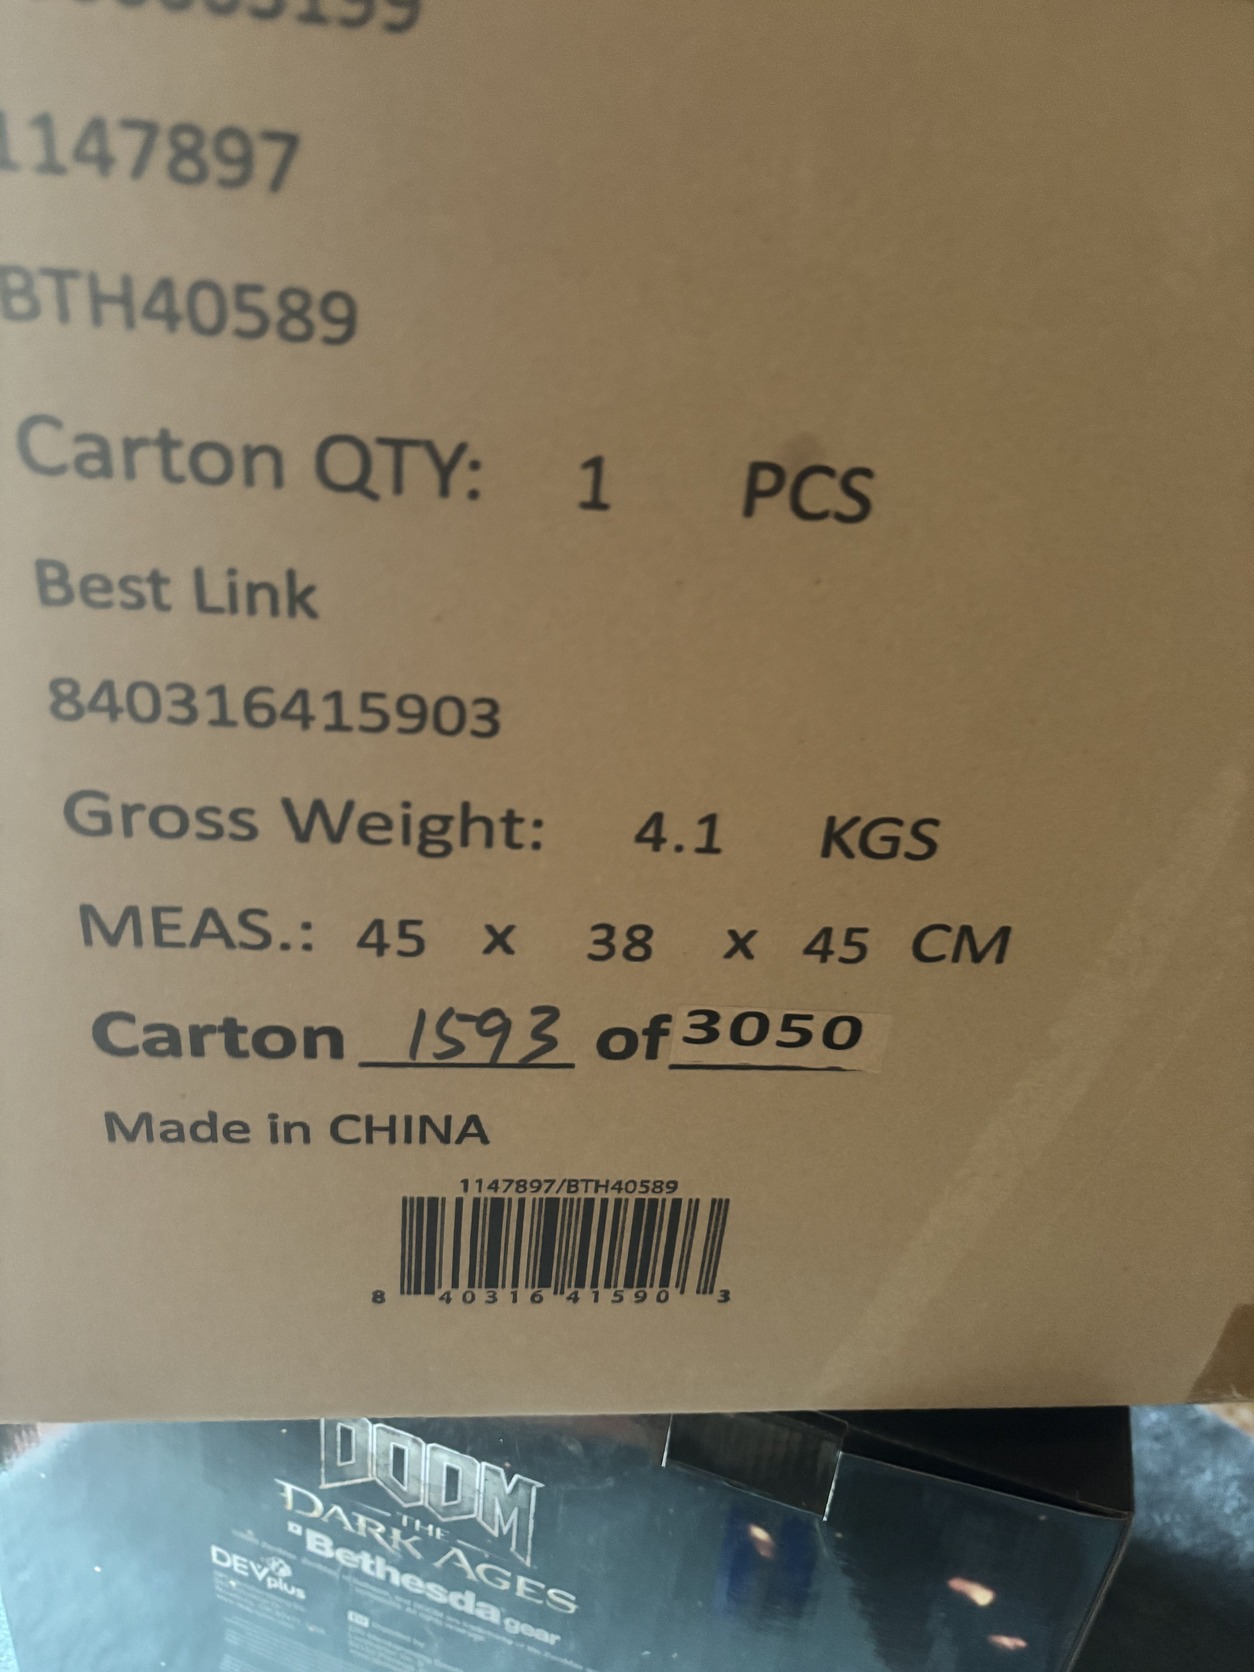 1147897
BTH40589
Carton QTY: 1 PCS
Best Link
840316415903
Gross Weight: 4.1 KGS
MEAS.: 45 x 38 x 45 CM
Carton 1593 of 3050
Made in CHINA
1147897/BTH40589
8 40316 41590 3
DOOM
THE
DARK AGES
Bethesda gear
DEVplus